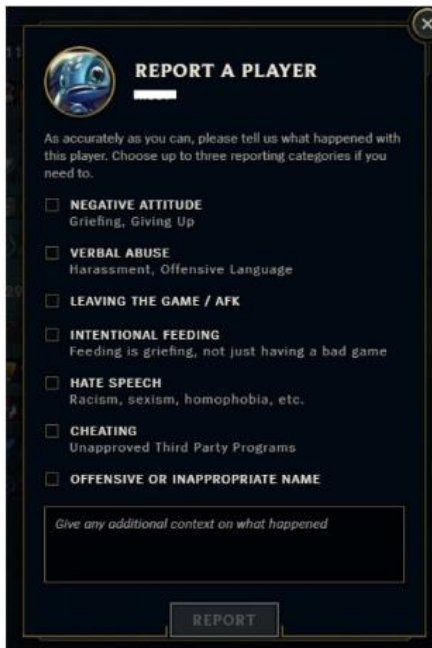 REPORT A PLAYER
As accurately as you can, please tell us what happened with
this player. Choose up to three reporting categories if you
need to.
NEGATIVE ATTITUDE
Griefing, Giving Up
VERBAL ABUSE
Harassment, Offensive Language
LEAVING THE GAME / AFK
INTENTIONAL FEEDING
Feeding is griefing, not just having a bad game
HATE SPEECH
Racism, sexism, homophobia, etc.
CHEATING
Unapproved Third Party Programs
OFFENSIVE OR INAPPROPRIATE NAME
Give any additional context on what happened
REPORT